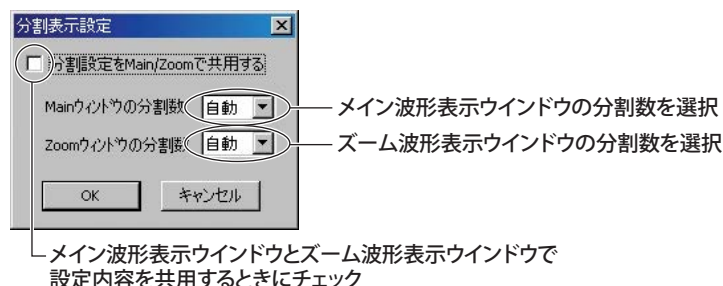 分割表示設定
分割設定をMain/Zoomで共用する
Mainウィンドウの分割数 自動
メイン波形表示ウインドウの分割数を選択
Zoomウィンドウの分割数 自動
ズーム波形表示ウインドウの分割数を選択
OK キャンセル
メイン波形表示ウインドウとズーム波形表示ウインドウで
設定内容を共用するときにチェック